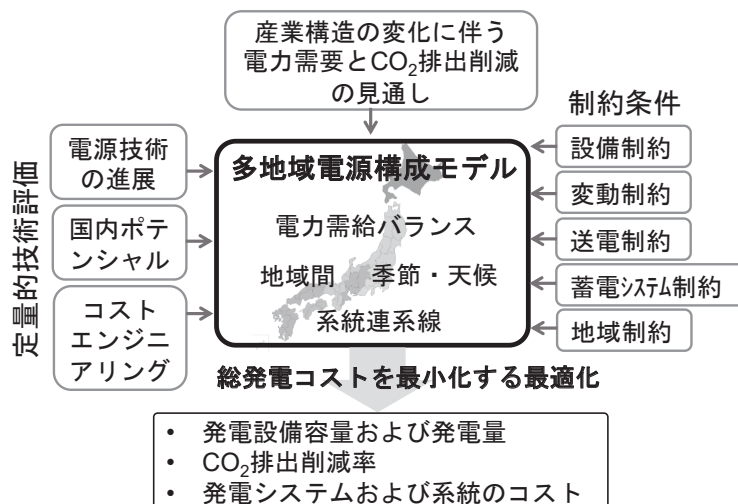 産業構造の変化に伴う
電力需要とCO₂排出削減
の見通し
定量的技術評価
電源技術
の進展
国内ポテ
ンシャル
コスト
エンジニ
アリング
多地域電源構成モデル
電力需給バランス
地域間 季節・天候
系統連系線
制約条件
設備制約
変動制約
送電制約
蓄電システム制約
地域制約
総発電コストを最小化する最適化
• 発電設備容量および発電量
• CO₂排出削減率
• 発電システムおよび系統のコスト